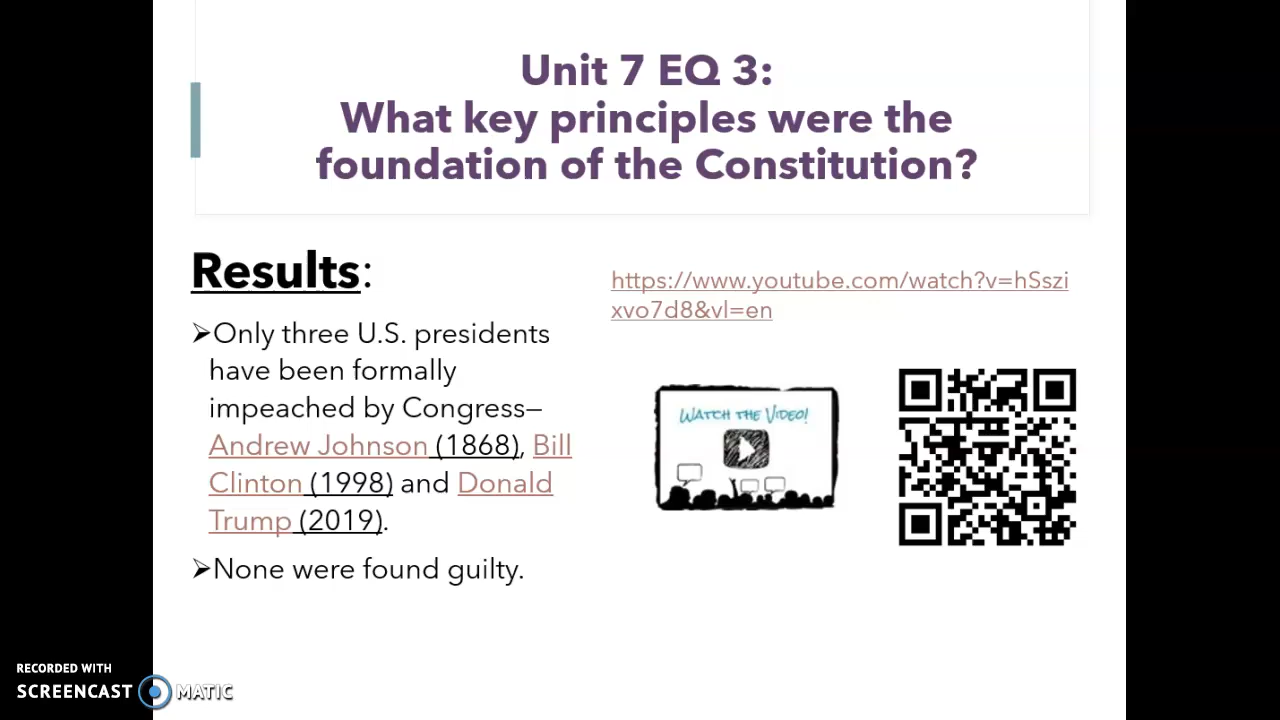 Unit 7 EQ 3:
What key principles were the
foundation of the Constitution?
Results:
➢Only three U.S. presidents
have been formally
impeached by Congress—
Andrew Johnson (1868), Bill
Clinton (1998) and Donald
Trump (2019).
➢None were found guilty.
https://www.youtube.com/watch?v=hSszi
xvo7d8&vl=en
WATCH THE VIDEO!
RECORDED WITH
SCREENCAST MATIC